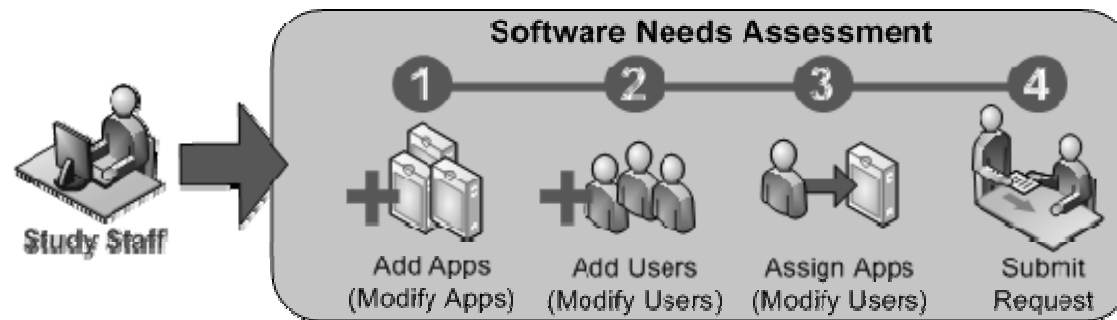 Software Needs Assessment
1 2 3 4
Study Staff
Add Apps
(Modify Apps)
Add Users
(Modify Users)
Assign Apps
(Modify Users)
Submit
Request